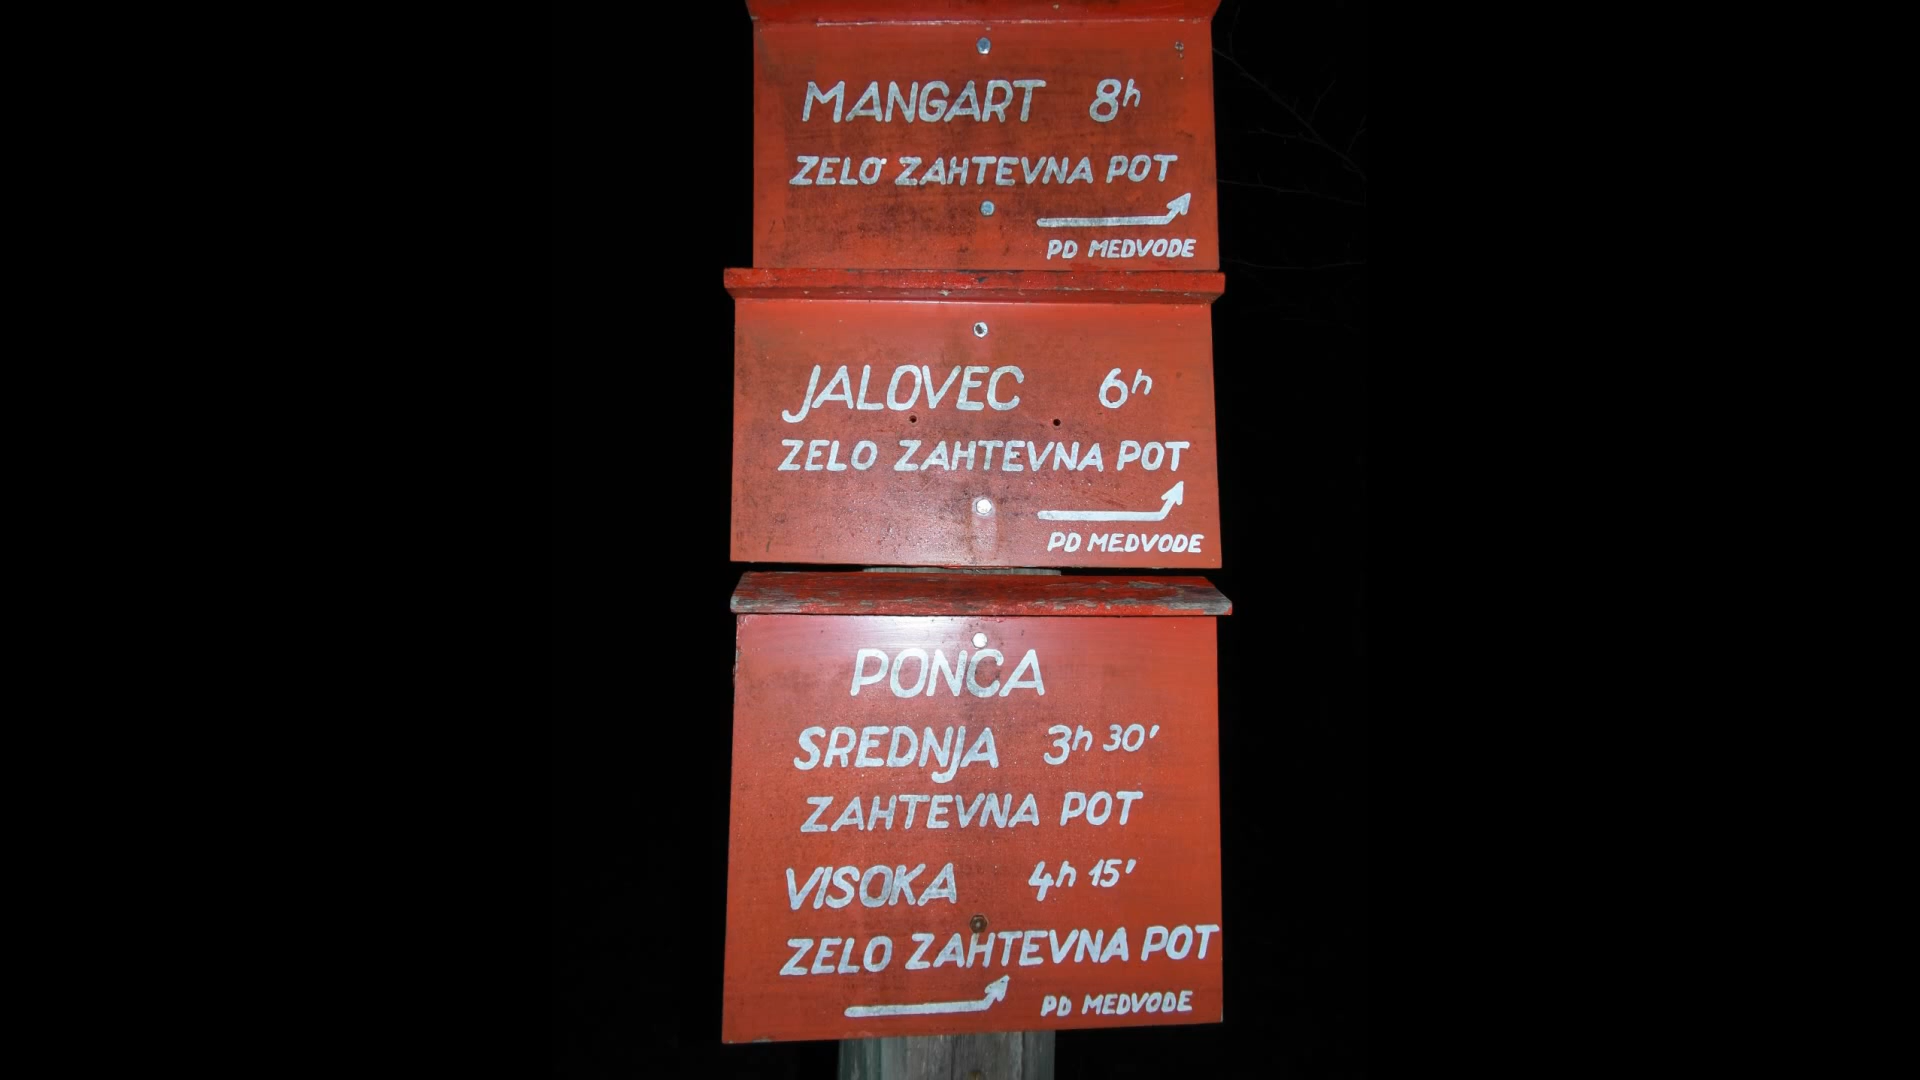 MANGART 8h
ZELO ZAHTEVNA POT
PD MEDVODE
JALOVEC 6h
ZELO ZAHTEVNA POT
PD MEDVODE
PONCA
SREDNJA 3h 30'
ZAHTEVNA POT
VISOKA 4h 15'
ZELO ZAHTEVNA POT
PD MEDVODE